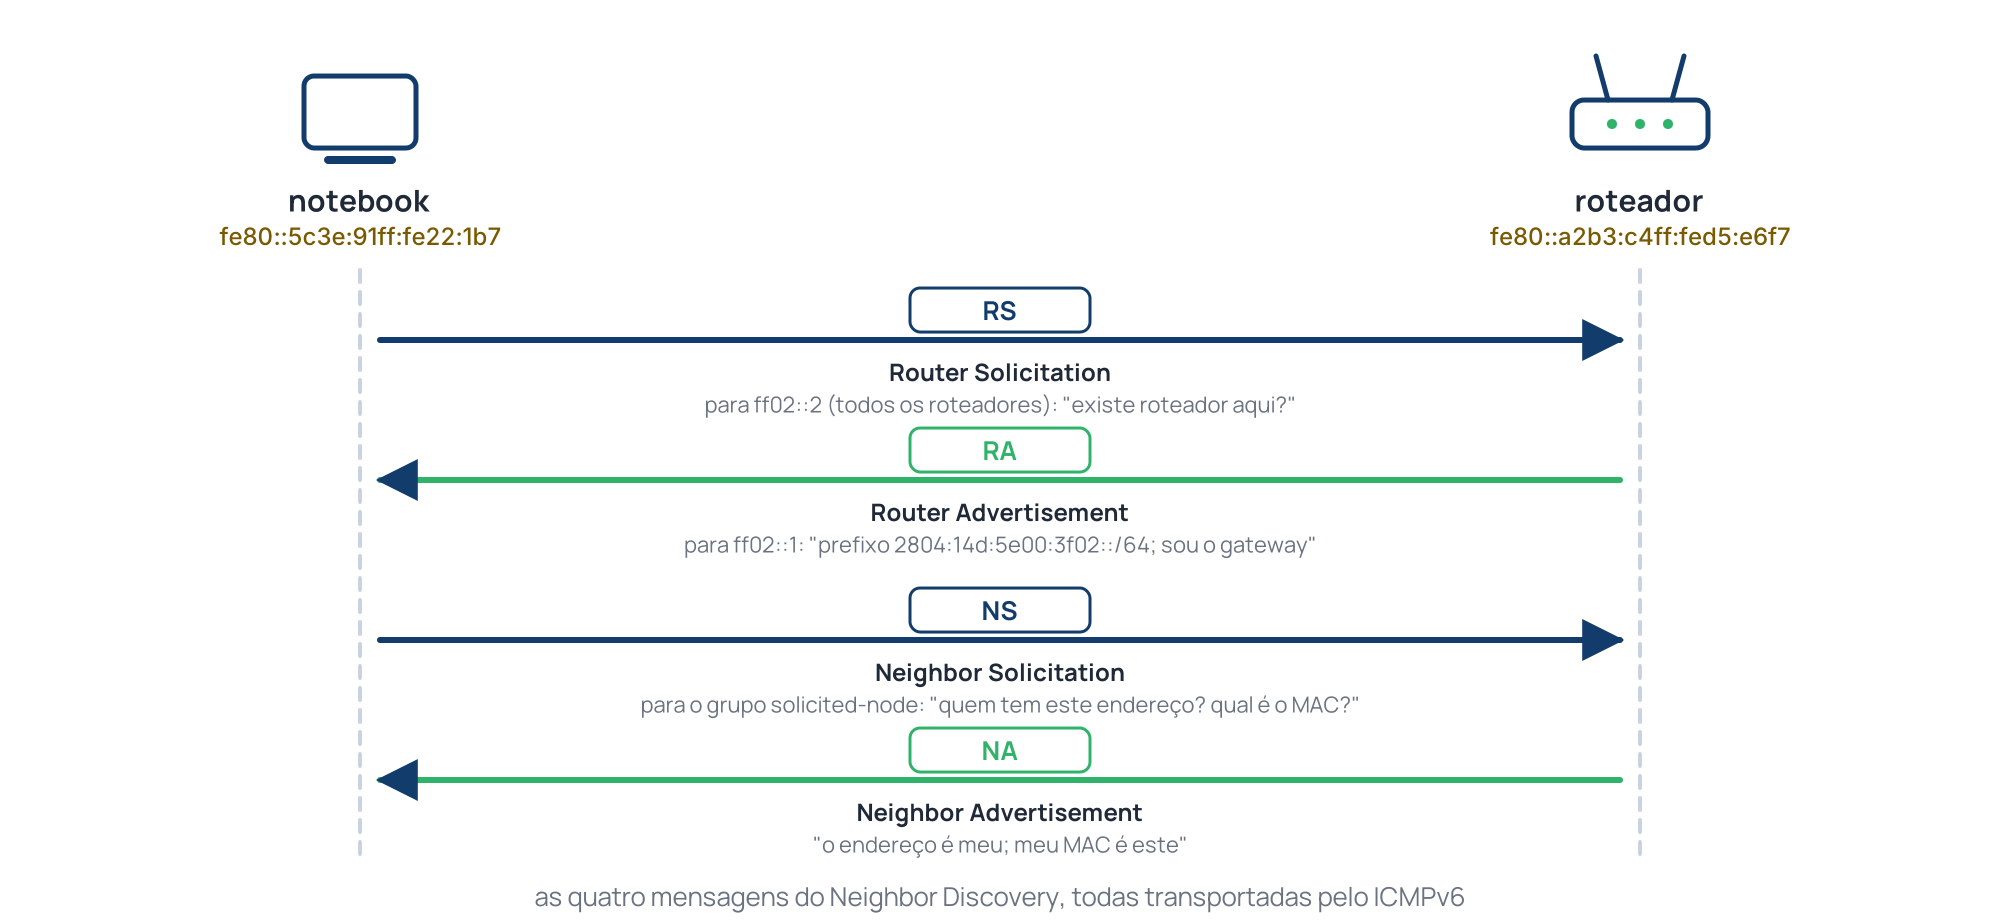 notebook
fe80::5c3e:91ff:fe22:1b7
roteador
fe80::a2b3:c4ff:fed5:e6f7
RS
Router Solicitation
para ff02::2 (todos os roteadores): "existe roteador aqui?"
RA
Router Advertisement
para ff02::1: "prefixo 2804:14d:5e00:3f02::/64; sou o gateway"
NS
Neighbor Solicitation
para o grupo solicited-node: "quem tem este endereço? qual é o MAC?"
NA
Neighbor Advertisement
"o endereço é meu; meu MAC é este"
as quatro mensagens do Neighbor Discovery, todas transportadas pelo ICMPv6